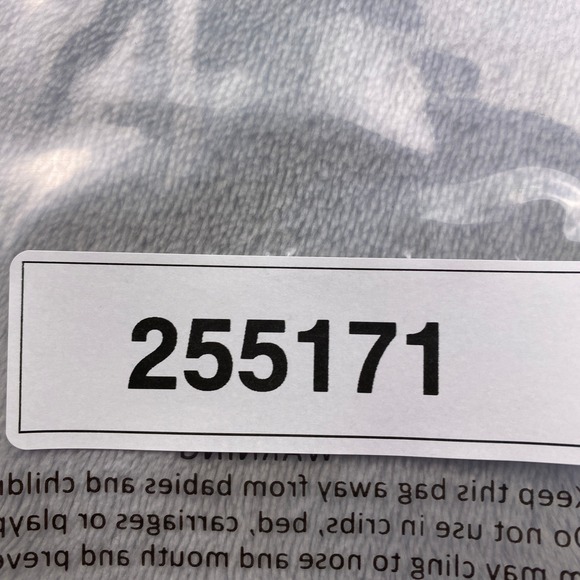 255171
WARNING
Keep this bag away from babies and
Do not use in cribs, bed, carriages or
may cling to nose and mouth and